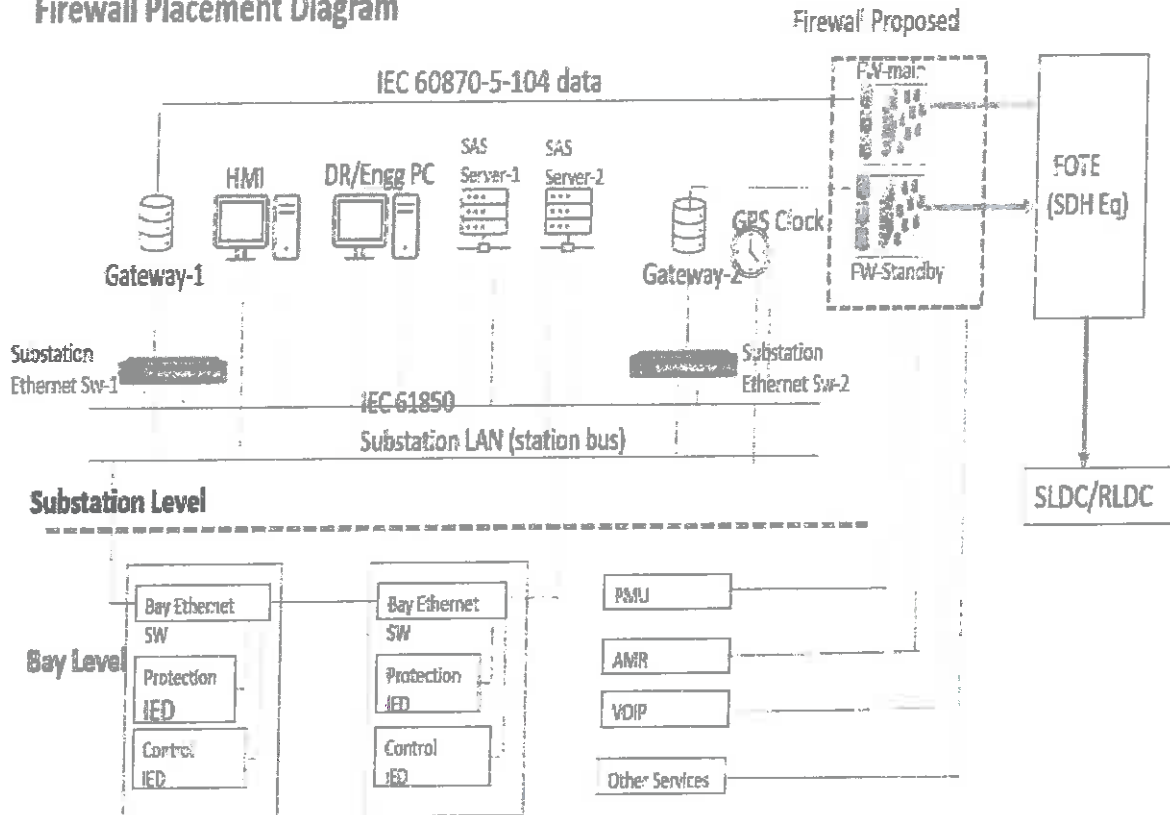 Firewall Placement Diagram
Firewall Proposed
IEC 60870-5-104 data
FW-main
HMI
DR/Engg PC
SAS
Server-1
SAS
Server-2
FOTE
(SDH Eq)
GPS Clock
Gateway-1
Gateway-2
FW-Standby
Substation
Ethernet Sw-1
Substation
Ethernet Sw-2
IEC 61850
Substation LAN (station bus)
Substation Level
SLDC/RLDC
Bay Ethernet
SW
Bay Ethernet
SW
PMU
Bay Level
Protection
IED
Protection
IED
AMR
VOIP
Control
IED
Control
IED
Other Services